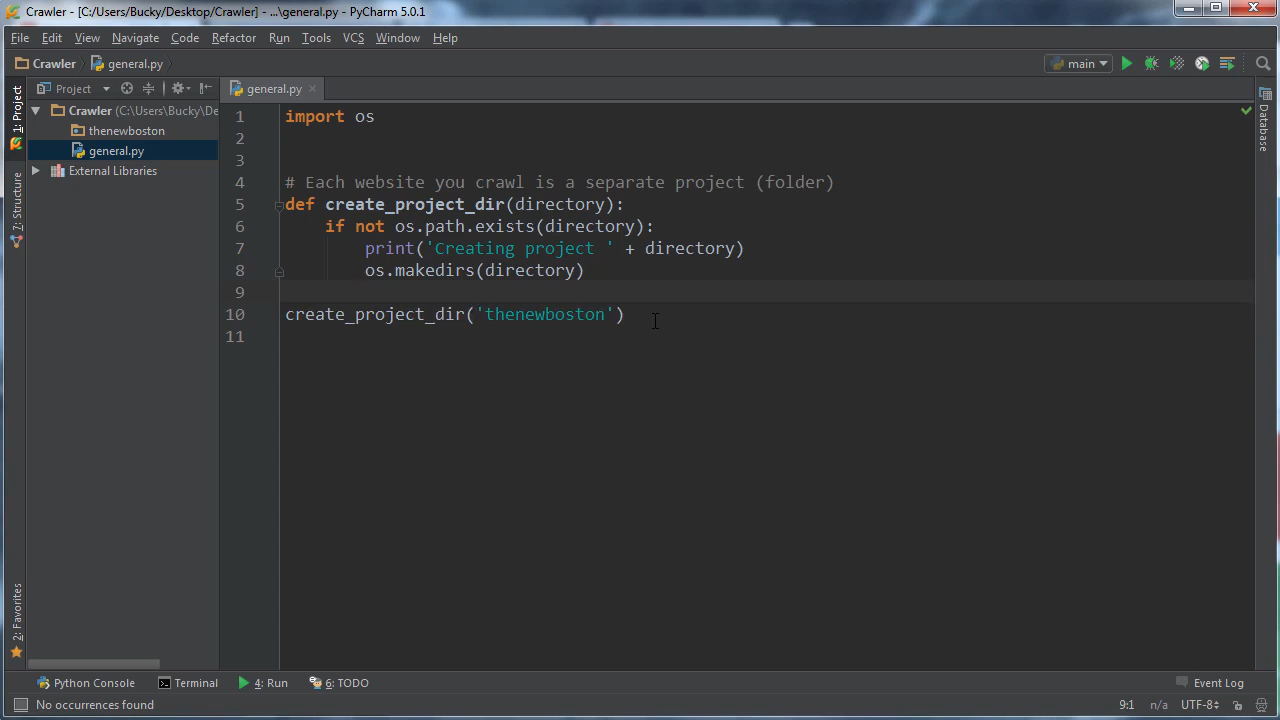 Crawler - [C:/Users/Bucky/Desktop/Crawler] - ...\general.py - PyCharm 5.0.1
File Edit View Navigate Code Refactor Run Tools VCS Window Help
Crawler general.py main
1: Project
7: Structure
2: Favorites
Project
Crawler (C:\Users\Bucky\De
thenewboston
general.py
External Libraries
general.py
1 import os
2
3
4 # Each website you crawl is a separate project (folder)
5 def create_project_dir(directory):
6     if not os.path.exists(directory):
7         print('Creating project ' + directory)
8         os.makedirs(directory)
9
10 create_project_dir('thenewboston')
11
Database
Python Console Terminal 4: Run 6: TODO Event Log
No occurrences found 9:1 n/a UTF-8